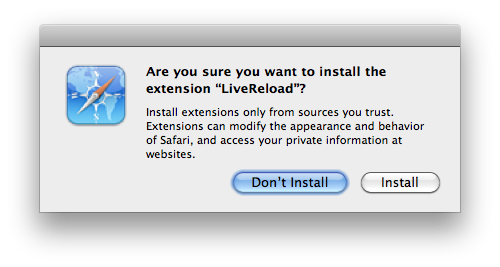 Are you sure you want to install the
extension “LiveReload”?
Install extensions only from sources you trust.
Extensions can modify the appearance and behavior
of Safari, and access your private information at
websites.
Don’t Install
Install